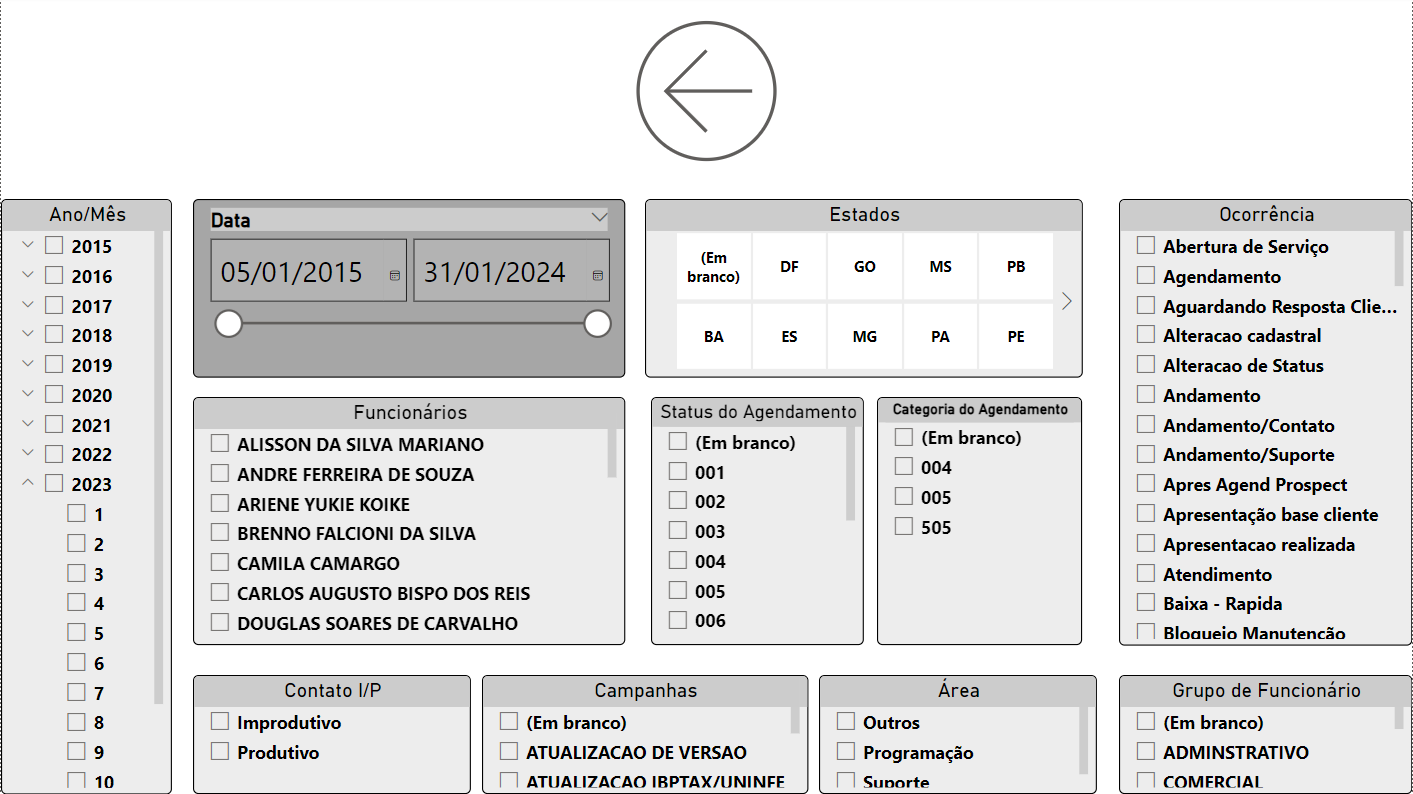 Ano/Mês
2015
2016
2017
2018
2019
2020
2021
2022
2023
1
2
3
4
5
6
7
8
9
10
Data
05/01/2015
31/01/2024
Estados
(Em
branco)
DF
GO
MS
PB
BA
ES
MG
PA
PE
Ocorrência
Abertura de Serviço
Agendamento
Aguardando Resposta Clie...
Alteracao cadastral
Alteracao de Status
Andamento
Andamento/Contato
Andamento/Suporte
Apres Agend Prospect
Apresentação base cliente
Apresentacao realizada
Atendimento
Baixa - Rapida
Bloqueio Manutenção
Funcionários
ALISSON DA SILVA MARIANO
ANDRE FERREIRA DE SOUZA
ARIENE YUKIE KOIKE
BRENNO FALCIONI DA SILVA
CAMILA CAMARGO
CARLOS AUGUSTO BISPO DOS REIS
DOUGLAS SOARES DE CARVALHO
Status do Agendamento
(Em branco)
001
002
003
004
005
006
Categoria do Agendamento
(Em branco)
004
005
505
Contato I/P
Improdutivo
Produtivo
Campanhas
(Em branco)
ATUALIZACAO DE VERSAO
ATUALIZACAO IBPTAX/UNINFE
Área
Outros
Programação
Suporte
Grupo de Funcionário
(Em branco)
ADMINSTRATIVO
COMERCIAL